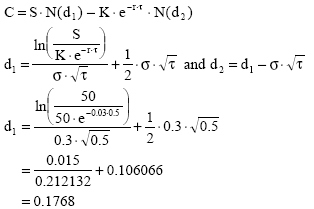 C = S · N(d₁) − K · e^(−r·τ) · N(d₂)
d₁ = ln(S / (K · e^(−r·τ))) / (σ · √τ) + 1/2 · σ · √τ and d₂ = d₁ − σ · √τ
d₁ = ln(50 / (50 · e^(−0.03·0.5))) / (0.3 · √0.5) + 1/2 · 0.3 · √0.5
= 0.015 / 0.212132 + 0.106066
= 0.1768